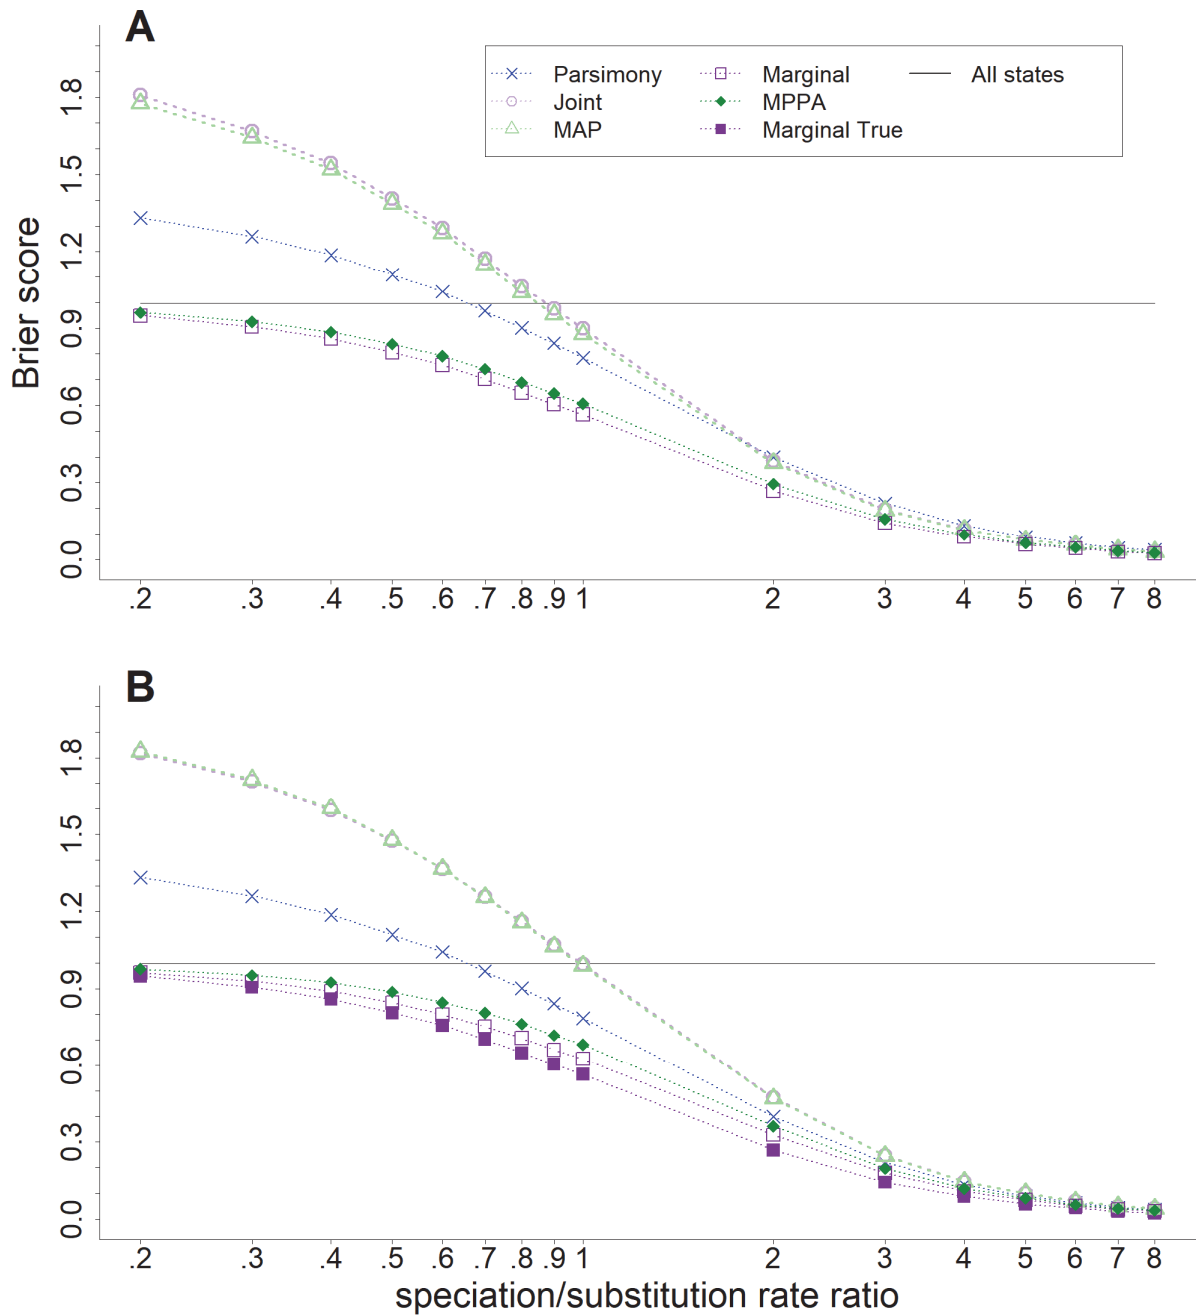 A
Parsimony
Joint
MAP
Marginal
MPPA
Marginal True
All states
Brier score
1.8
1.5
1.2
0.9
0.6
0.3
0.0
.2 .3 .4 .5 .6 .7 .8 .9 1 2 3 4 5 6 7 8
B
1.8
1.5
1.2
0.9
0.6
0.3
0.0
.2 .3 .4 .5 .6 .7 .8 .9 1 2 3 4 5 6 7 8
speciation/substitution rate ratio